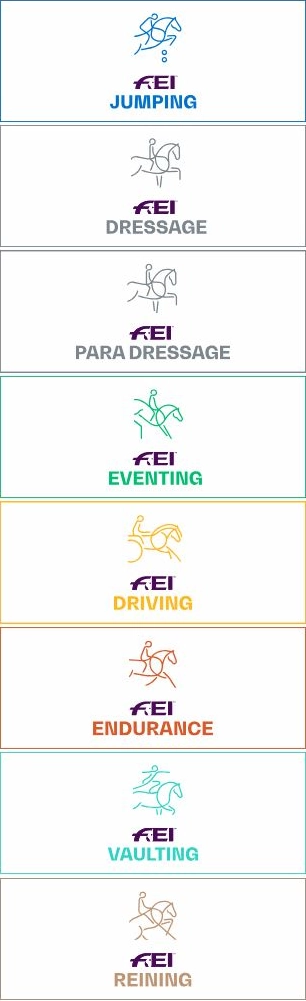 FEI
JUMPING
FEI
DRESSAGE
FEI
PARA DRESSAGE
FEI
EVENTING
FEI
DRIVING
FEI
ENDURANCE
FEI
VAULTING
FEI
REINING